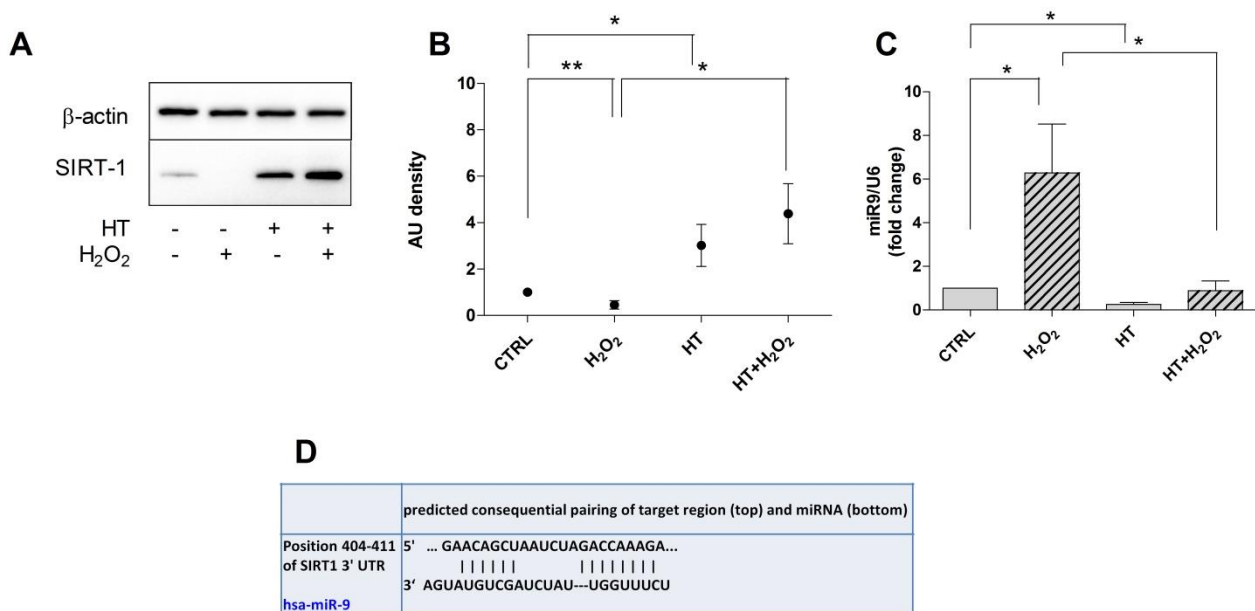 A
β-actin
SIRT-1
HT - - + +
H₂O₂ - + - +
B
*
** *
AU density
10
8
6
4
2
0
CTRL H₂O₂ HT HT+H₂O₂
C
*
* *
miR9/U6
(fold change)
10
8
6
4
2
0
CTRL H₂O₂ HT HT+H₂O₂
D
predicted consequential pairing of target region (top) and miRNA (bottom)
Position 404-411 5' ... GAACAGCUAAUCUAGACCAAAGA...
of SIRT1 3' UTR | | | | | | | | | | | | | |
3‘ AGUAUGUCGAUCUAU---UGGUUUCU
hsa-miR-9